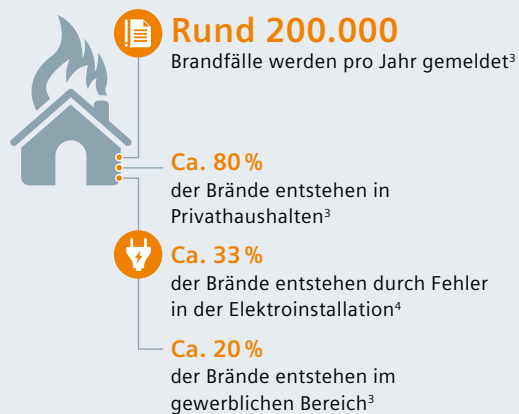 Rund 200.000
Brandfälle werden pro Jahr gemeldet³
Ca. 80 %
der Brände entstehen in
Privathaushalten³
Ca. 33 %
der Brände entstehen durch Fehler
in der Elektroinstallation⁴
Ca. 20 %
der Brände entstehen im
gewerblichen Bereich³